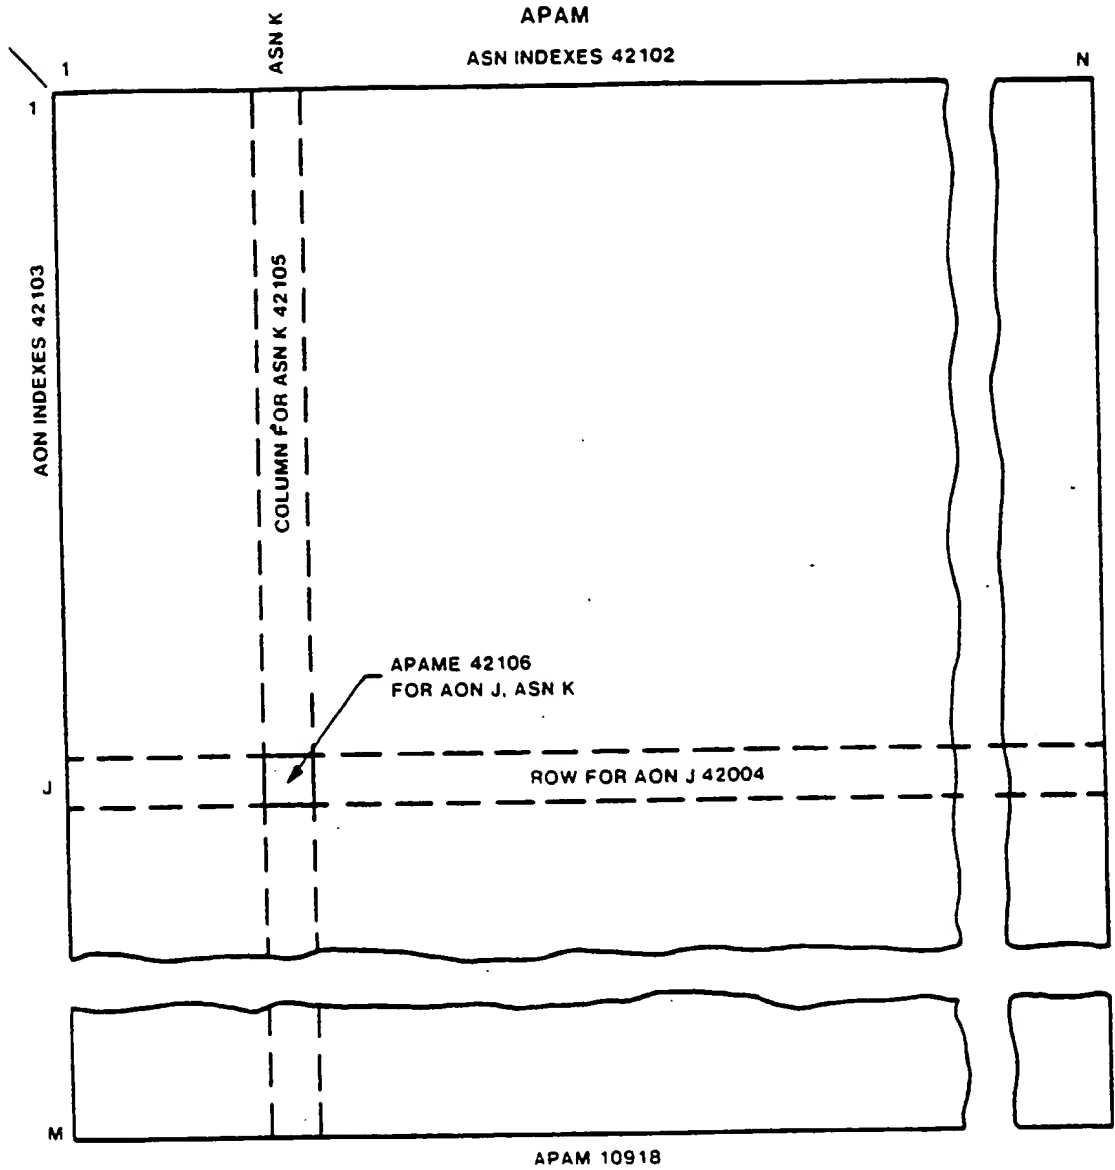 APAM
ASN K
ASN INDEXES 42102
1
N
1
AON INDEXES 42103
COLUMN FOR ASN K 42105
APAME 42106
FOR AON J, ASN K
J
ROW FOR AON J 42004
M
APAM 10918